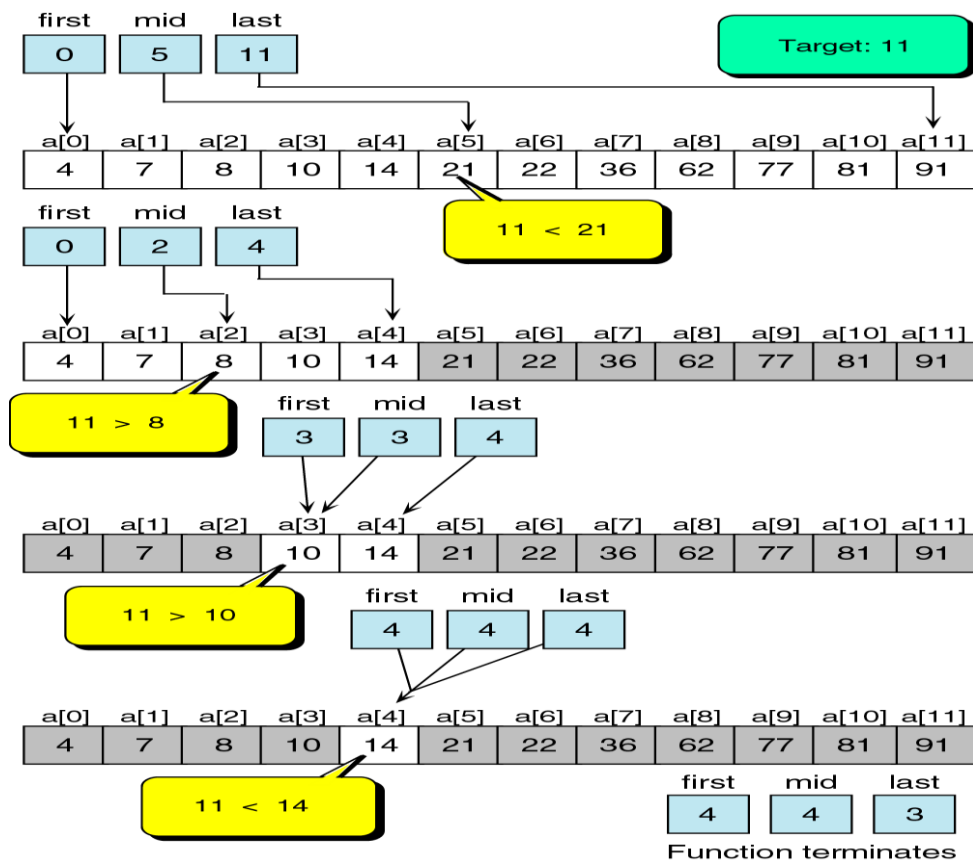 first mid last
0 5 11
Target: 11
a[0] a[1] a[2] a[3] a[4] a[5] a[6] a[7] a[8] a[9] a[10] a[11]
4 7 8 10 14 21 22 36 62 77 81 91
11 < 21
first mid last
0 2 4
a[0] a[1] a[2] a[3] a[4] a[5] a[6] a[7] a[8] a[9] a[10] a[11]
4 7 8 10 14 21 22 36 62 77 81 91
11 > 8
first mid last
3 3 4
a[0] a[1] a[2] a[3] a[4] a[5] a[6] a[7] a[8] a[9] a[10] a[11]
4 7 8 10 14 21 22 36 62 77 81 91
11 > 10
first mid last
4 4 4
a[0] a[1] a[2] a[3] a[4] a[5] a[6] a[7] a[8] a[9] a[10] a[11]
4 7 8 10 14 21 22 36 62 77 81 91
11 < 14
first mid last
4 4 3
Function terminates